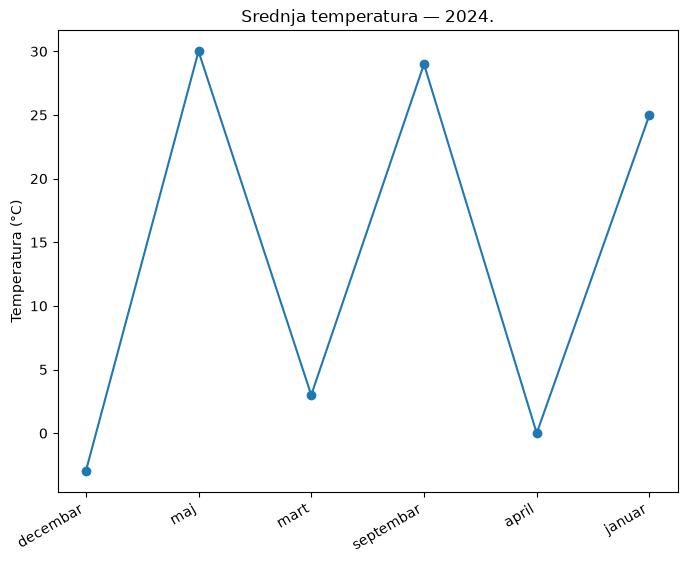 Srednja temperatura — 2024.
Temperatura (°C)
30
25
20
15
10
5
0
decembar
maj
mart
septembar
april
januar